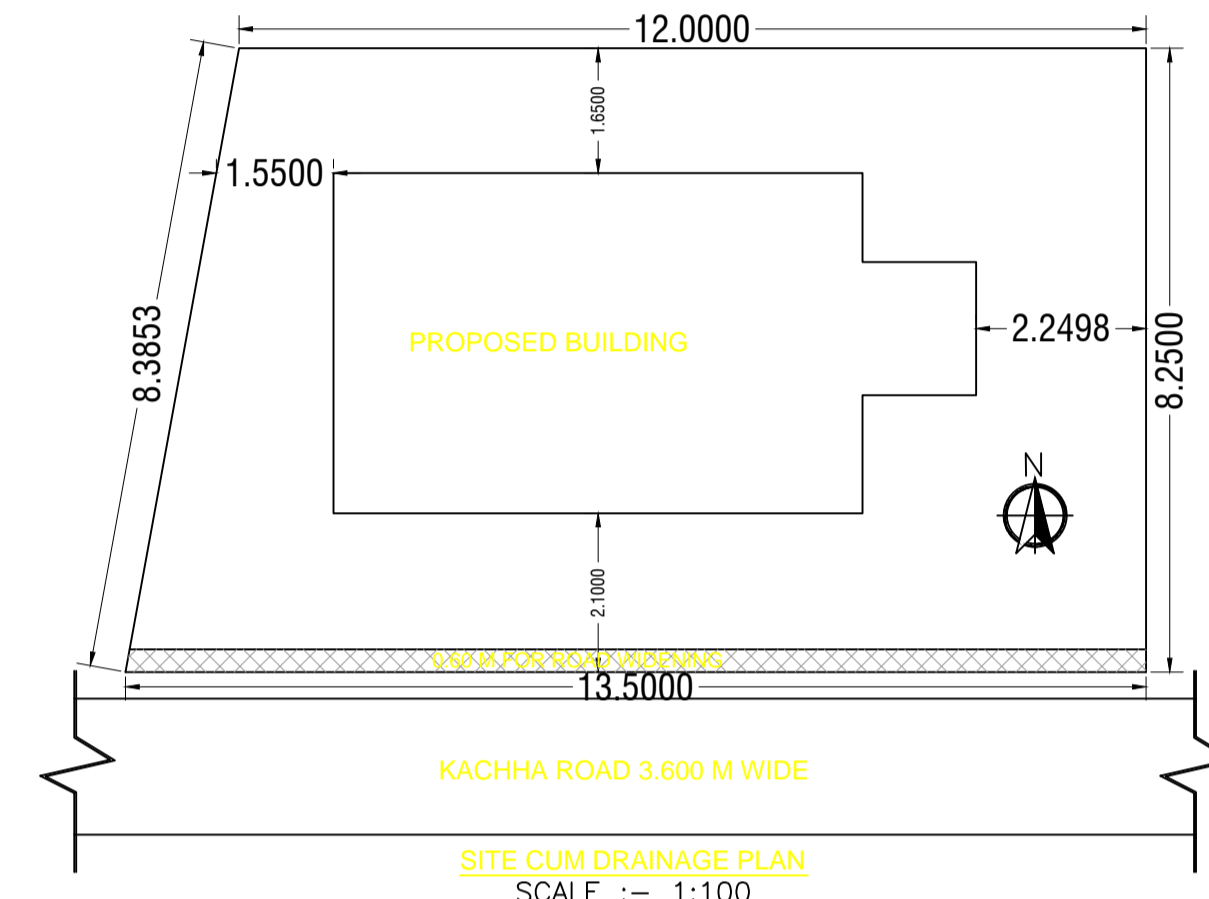 12.0000
1.6500
1.5500
8.3853
PROPOSED BUILDING
2.2498
8.2500
N
2.1000
0.60 M FOR ROAD WIDENING
13.5000
KACHHA ROAD 3.600 M WIDE
SITE CUM DRAINAGE PLAN
SCALE :- 1:100